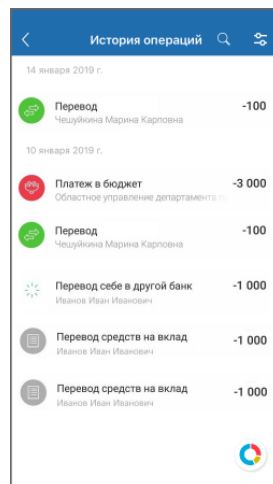 История операций
14 января 2019 г.
Перевод -100
Чешуйкина Марина Карповна
10 января 2019 г.
Платеж в бюджет -3 000
Областное управление департамента
Перевод -100
Чешуйкина Марина Карповна
Перевод себе в другой банк -1 000
Иванов Иван Иванович
Перевод средств на вклад -1 000
Иванов Иван Иванович
Перевод средств на вклад -1 000
Иванов Иван Иванович